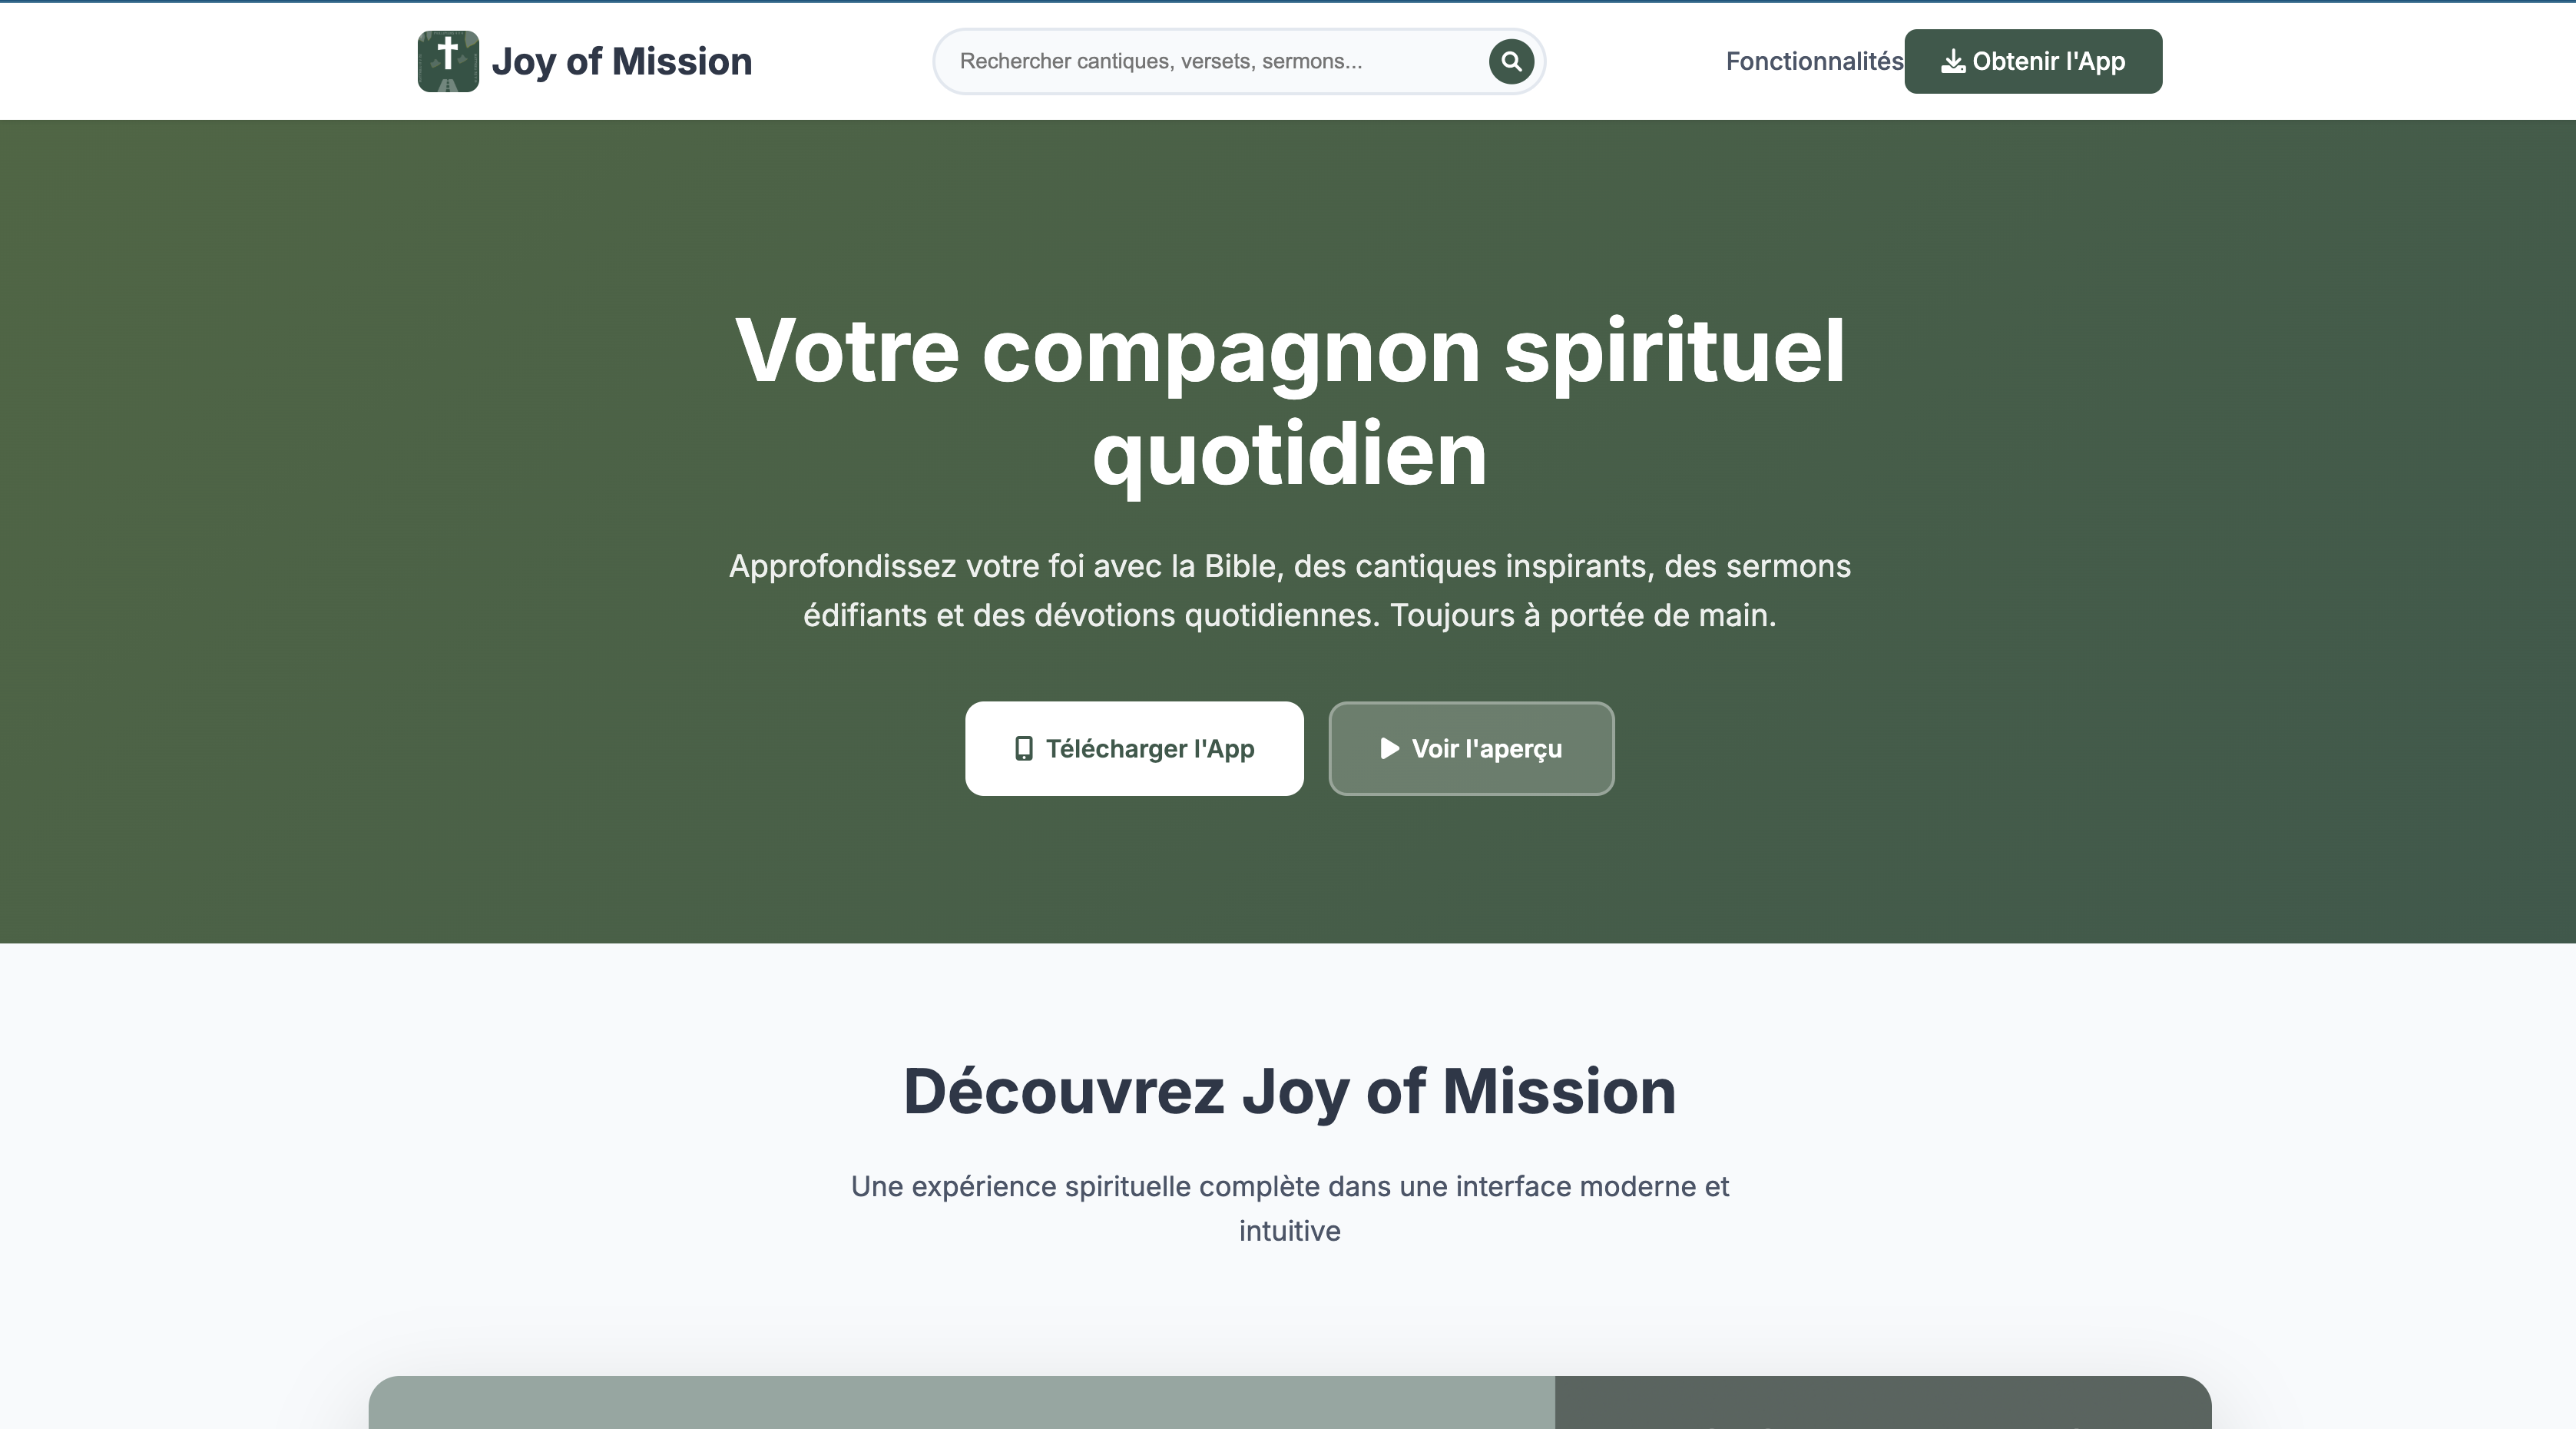 Joy of Mission
Rechercher cantiques, versets, sermons...
Fonctionnalités
Obtenir l'App
Votre compagnon spirituel
quotidien
Approfondissez votre foi avec la Bible, des cantiques inspirants, des sermons
édifiants et des dévotions quotidiennes. Toujours à portée de main.
Télécharger l'App
Voir l'aperçu
Découvrez Joy of Mission
Une expérience spirituelle complète dans une interface moderne et
intuitive